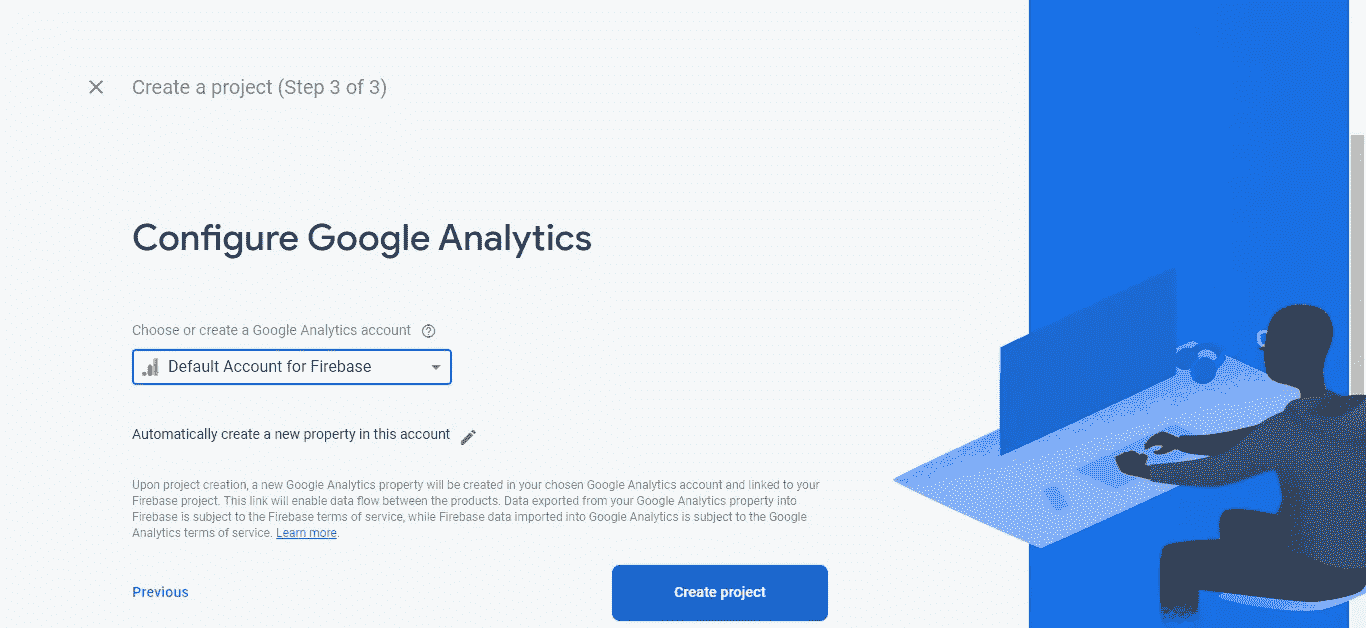 Create a project (Step 3 of 3)
Configure Google Analytics
Choose or create a Google Analytics account
Default Account for Firebase
Automatically create a new property in this account
Upon project creation, a new Google Analytics property will be created in your chosen Google Analytics account and linked to your
Firebase project. This link will enable data flow between the products. Data exported from your Google Analytics property into
Firebase is subject to the Firebase terms of service, while Firebase data imported into Google Analytics is subject to the Google
Analytics terms of service. Learn more.
Previous
Create project